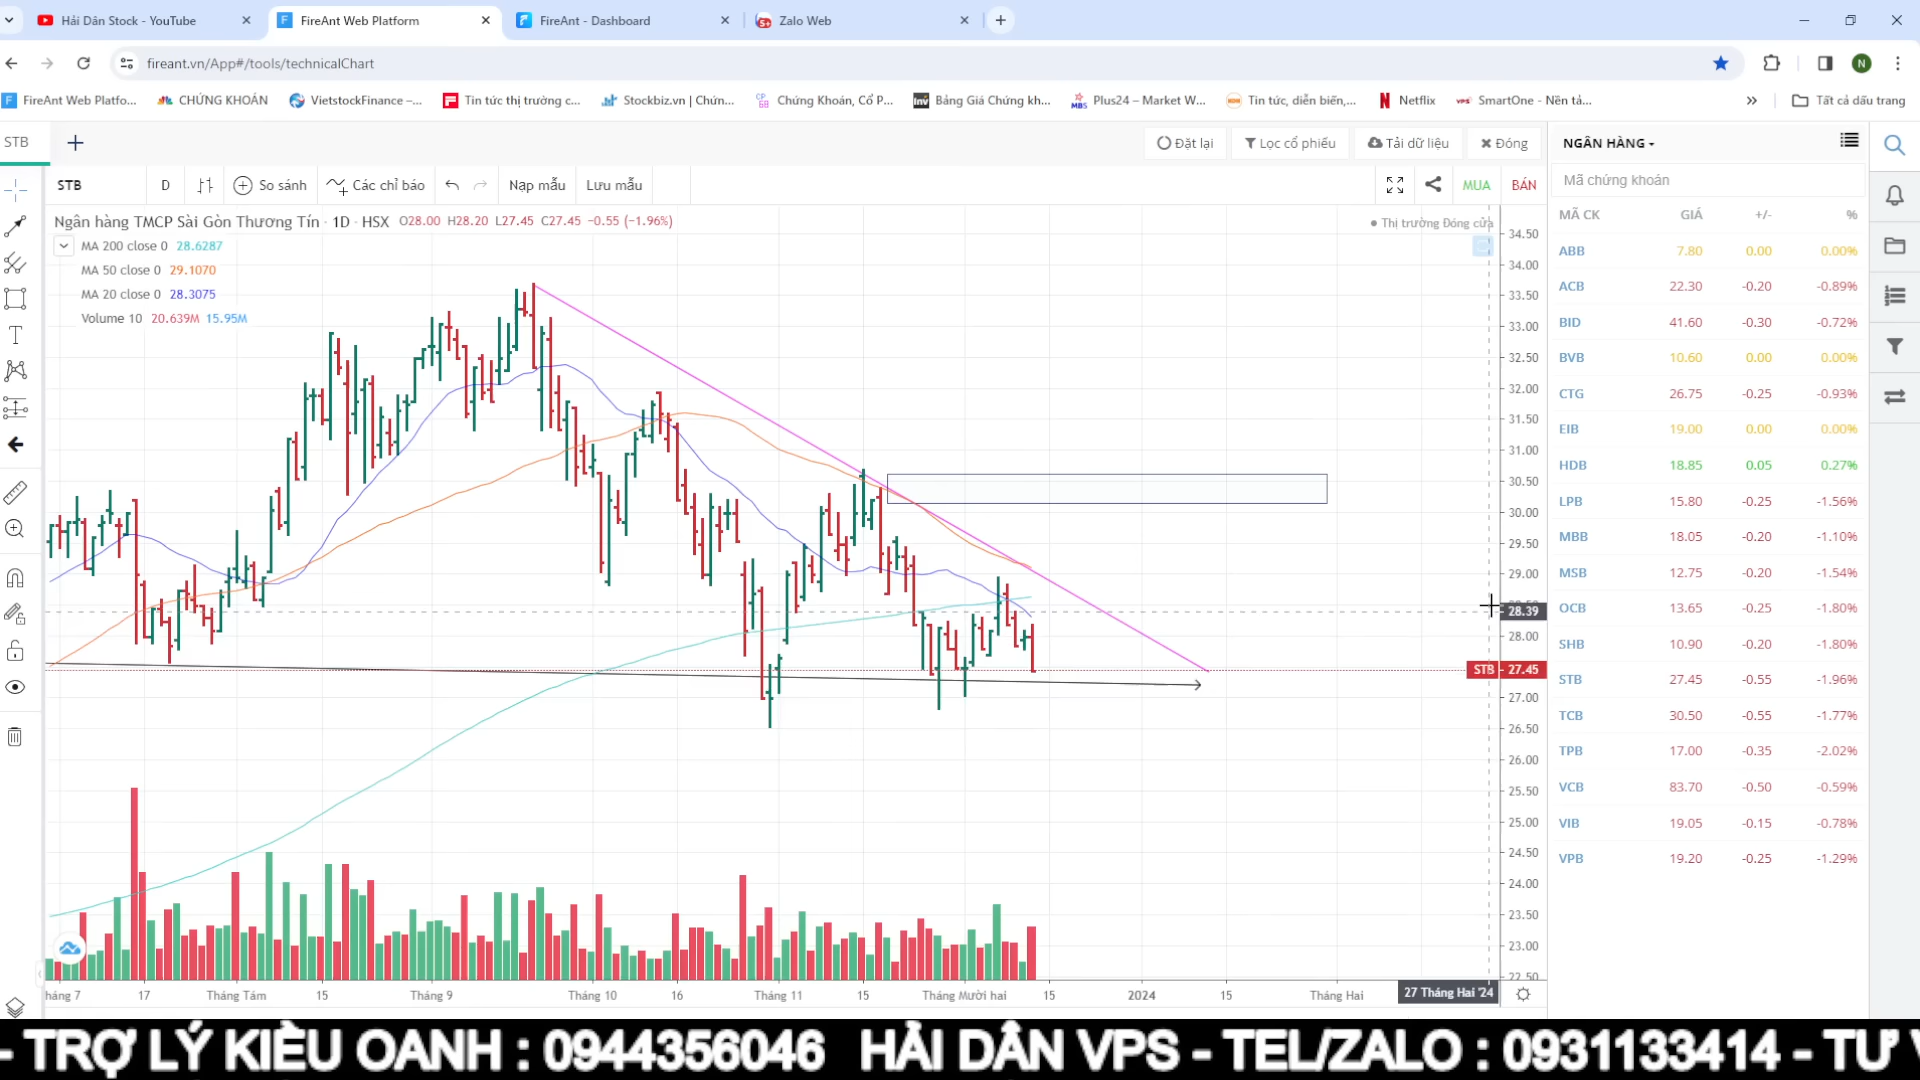 Hải Dân Stock - YouTube
FireAnt Web Platform
FireAnt - Dashboard
Zalo Web
fireant.vn/App#/tools/technicalChart
FireAnt Web Platfo...
CHỨNG KHOÁN
VietstockFinance –...
Tin tức thị trường c...
Stockbiz.vn | Chứn...
Chứng Khoán, Cổ P...
Bảng Giá Chứng kh...
Plus24 – Market W...
Tin tức, diễn biến,...
Netflix
SmartOne - Nền tả...
Tất cả dấu trang
STB
Đặt lại
Lọc cổ phiếu
Tải dữ liệu
Đóng
STB
D
So sánh
Các chỉ báo
Nạp mẫu
Lưu mẫu
MUA
BÁN
Ngân hàng TMCP Sài Gòn Thương Tín · 1D · HSX O28.00 H28.20 L27.45 C27.45 −0.55 (−1.96%)
Thị trường Đóng cửa
MA 200 close 0 28.6287
MA 50 close 0 29.1070
MA 20 close 0 28.3075
Volume 10 20.639M 15.95M
34.50
34.00
33.50
33.00
32.50
32.00
31.50
31.00
30.50
30.00
29.50
29.00
28.39
28.00
STB 27.45
27.00
26.50
26.00
25.50
25.00
24.50
24.00
23.50
23.00
22.50
háng 7
17
Tháng Tám
15
Tháng 9
Tháng 10
16
Tháng 11
15
Tháng Mười hai
15
2024
15
Tháng Hai
27 Tháng Hai '24
NGÂN HÀNG
Mã chứng khoán
MÃ CK GIÁ +/- %
ABB 7.80 0.00 0.00%
ACB 22.30 -0.20 -0.89%
BID 41.60 -0.30 -0.72%
BVB 10.60 0.00 0.00%
CTG 26.75 -0.25 -0.93%
EIB 19.00 0.00 0.00%
HDB 18.85 0.05 0.27%
LPB 15.80 -0.25 -1.56%
MBB 18.05 -0.20 -1.10%
MSB 12.75 -0.20 -1.54%
OCB 13.65 -0.25 -1.80%
SHB 10.90 -0.20 -1.80%
STB 27.45 -0.55 -1.96%
TCB 30.50 -0.55 -1.77%
TPB 17.00 -0.35 -2.02%
VCB 83.70 -0.50 -0.59%
VIB 19.05 -0.15 -0.78%
VPB 19.20 -0.25 -1.29%
- TRỢ LÝ KIỀU OANH : 0944356046 HẢI DÂN VPS - TEL/ZALO : 0931133414 - TƯ V